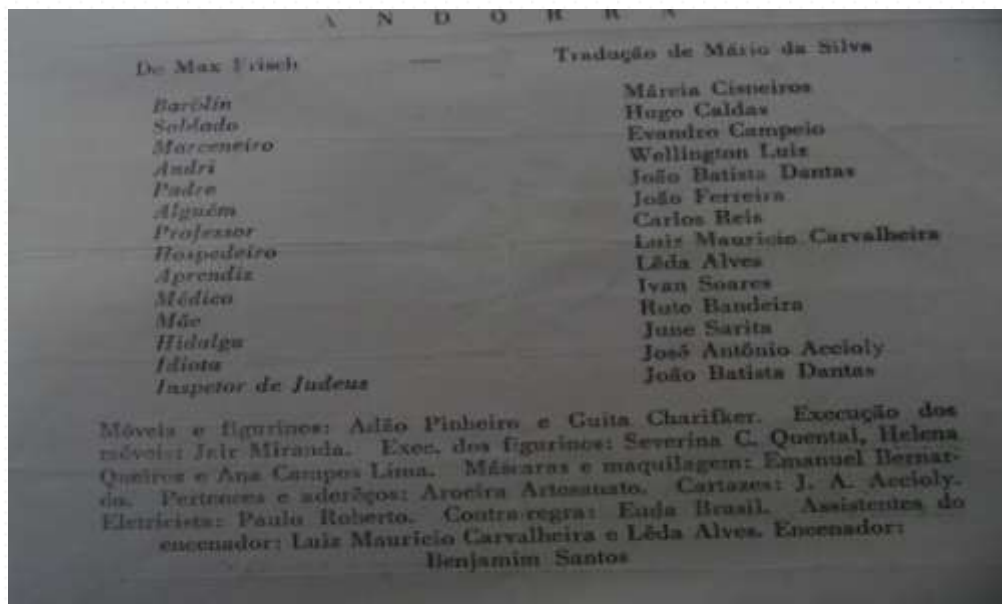 A N D O R R A
De Max Frisch — Tradução de Mário da Silva
Barblin Márcia Cisneiros
Soldado Hugo Caldas
Marceneiro Evandro Campelo
Andri Wellington Luiz
Padre João Batista Dantas
Alguém João Ferreira
Professor Carlos Reis
Hospedeiro Luiz Mauricio Carvalheira
Aprendiz Lêda Alves
Médico Ivan Soares
Mãe Bandeira
Hidalga June Sarita
Idiota José Antônio Accioly
Inspetor de Judeus João Batista Dantas
Móveis e figurinos: Adão Pinheiro e Guita Charifker. Execução dos
móveis: Jair Miranda. Exec. dos figurinos: Severina C. Quental, Helena
Queiroz e Ana Campos Lima. Máscaras e maquilagem: Emanuel Bernar-
do. Pertences e aderêços: Aroeira Artesanato. Cartazes: J. A. Accioly.
Eletricista: Paulo Roberto. Contra-regra: Brasil. Assistentes do
encenador: Luiz Mauricio Carvalheira e Lêda Alves. Encenador:
Benjamim Santos